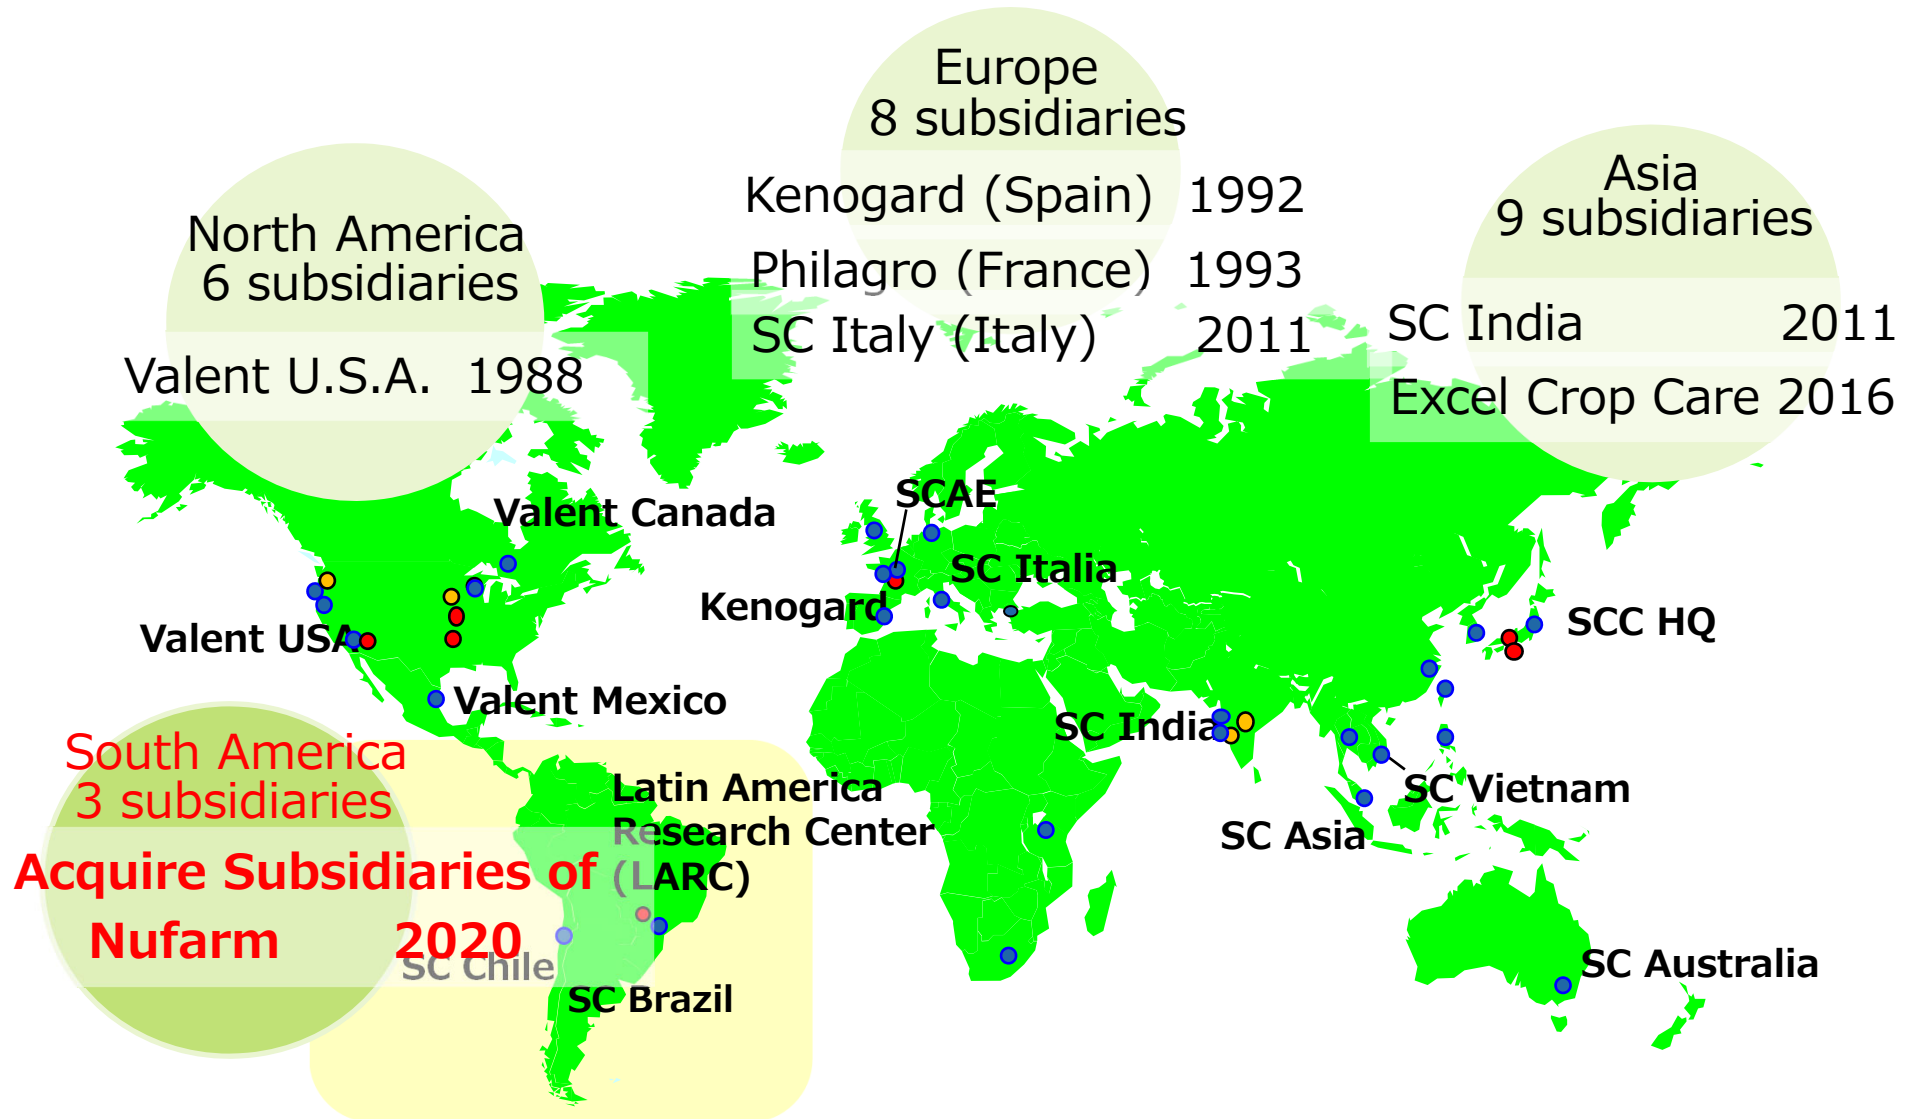 Europe
8 subsidiaries
Kenogard (Spain) 1992
Philagro (France) 1993
SC Italy (Italy) 2011
Asia
9 subsidiaries
SC India 2011
Excel Crop Care 2016
North America
6 subsidiaries
Valent U.S.A. 1988
Valent Canada
SCAE
SC Italia
Kenogard
Valent USA
SCC HQ
Valent Mexico
SC India
South America
3 subsidiaries
Acquire Subsidiaries of
Nufarm 2020
Latin America
Research Center
(LARC)
SC Vietnam
SC Asia
SC Chile
SC Brazil
SC Australia